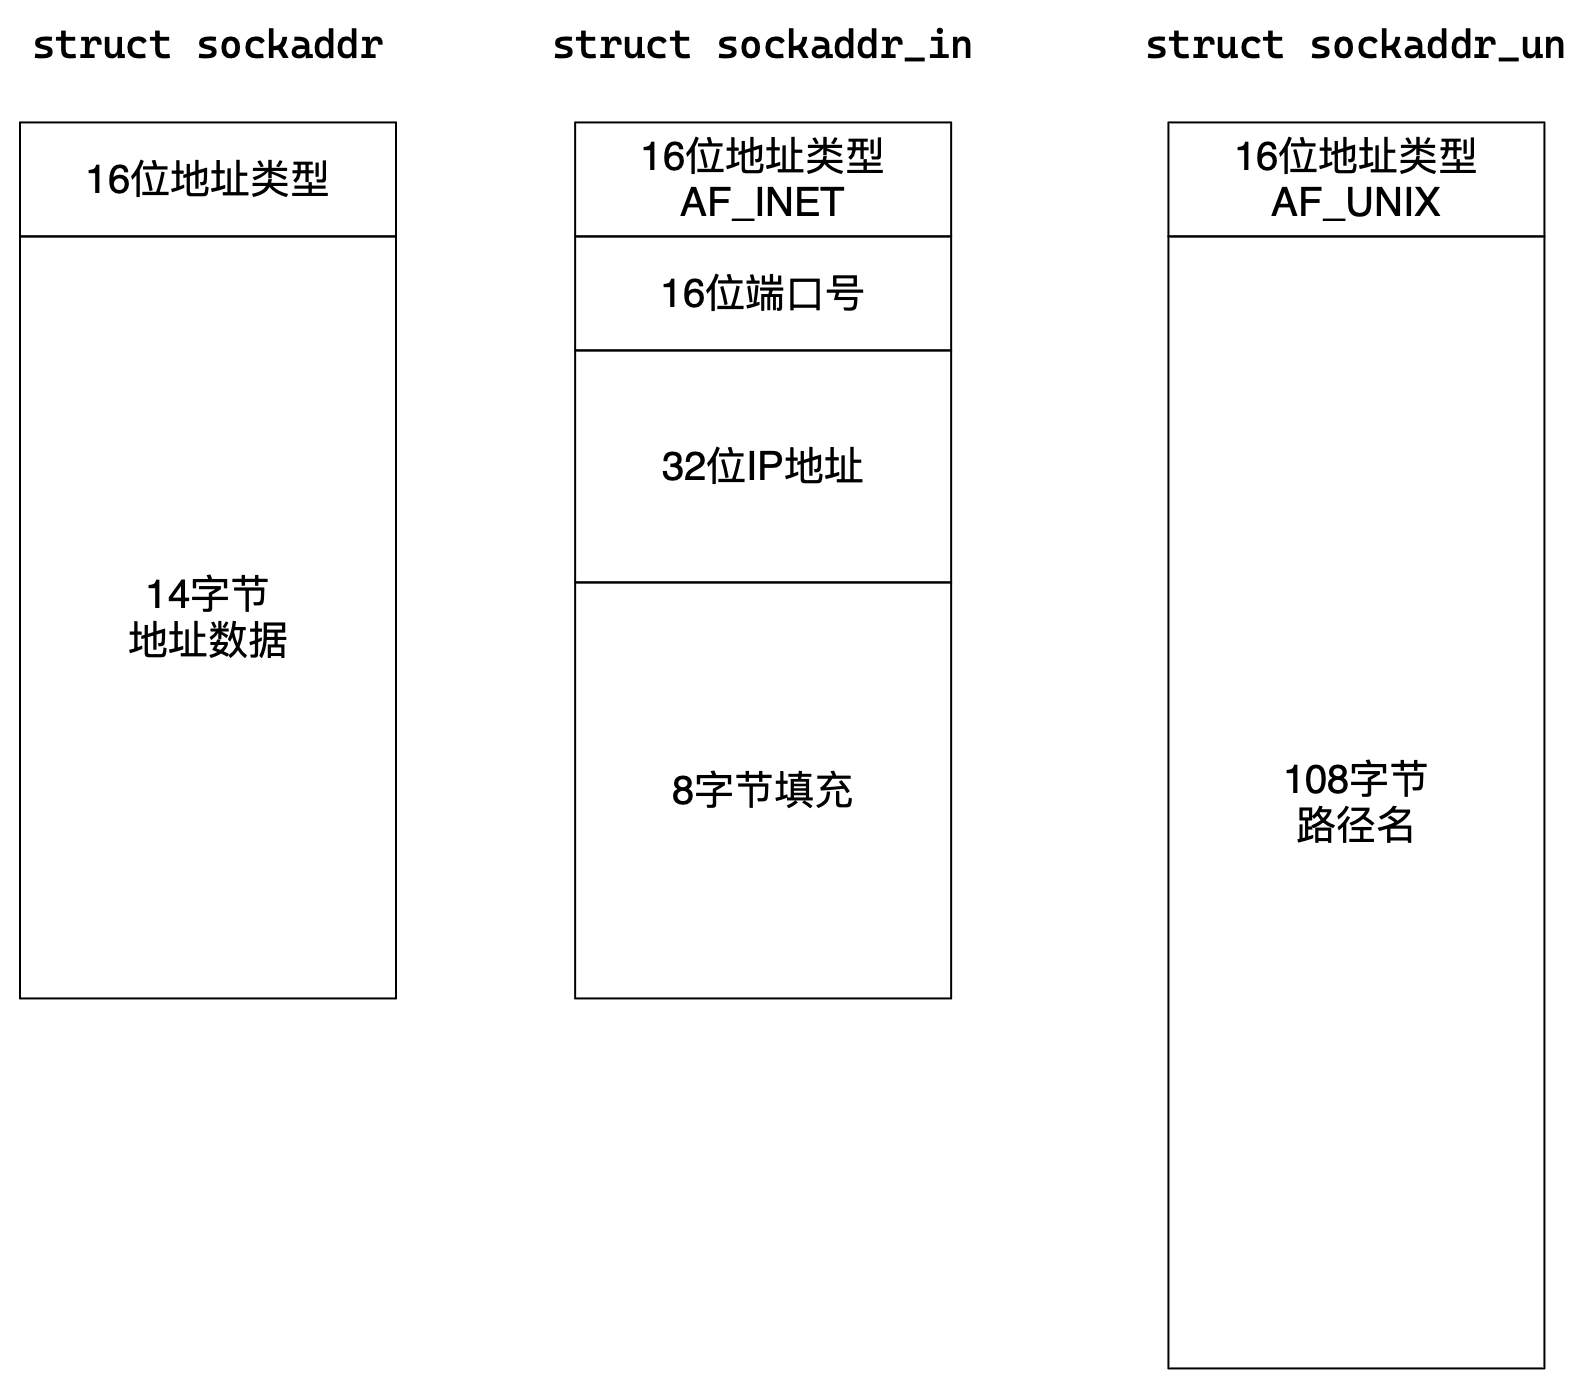 struct sockaddr
16位地址类型
14字节
地址数据
struct sockaddr_in
16位地址类型
AF_INET
16位端口号
32位IP地址
8字节填充
struct sockaddr_un
16位地址类型
AF_UNIX
108字节
路径名